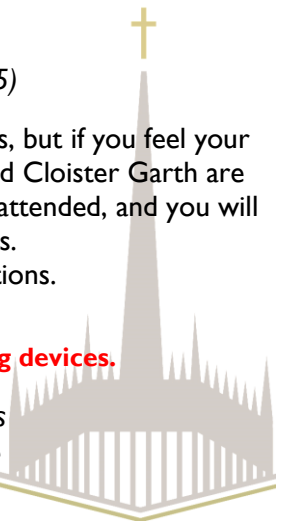 5)
s, but if you feel your
d Cloister Garth are
attended, and you will
s.
tions.
g devices.
s